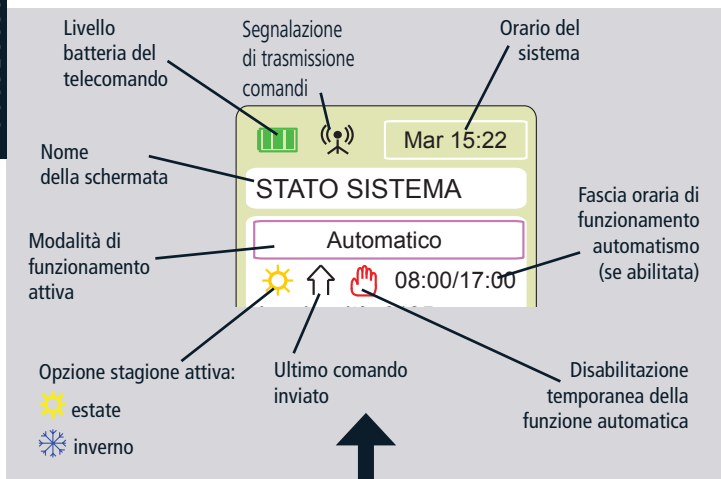 Livello
batteria del
telecomando
Segnalazione
di trasmissione
comandi
Orario del
sistema
Mar 15:22
Nome
della schermata
STATO SISTEMA
Fascia oraria di
funzionamento
automatismo
(se abilitata)
Modalità di
funzionamento
attiva
Automatico
08:00/17:00
Opzione stagione attiva:
estate
inverno
Ultimo comando
inviato
Disabilitazione
temporanea della
funzione automatica